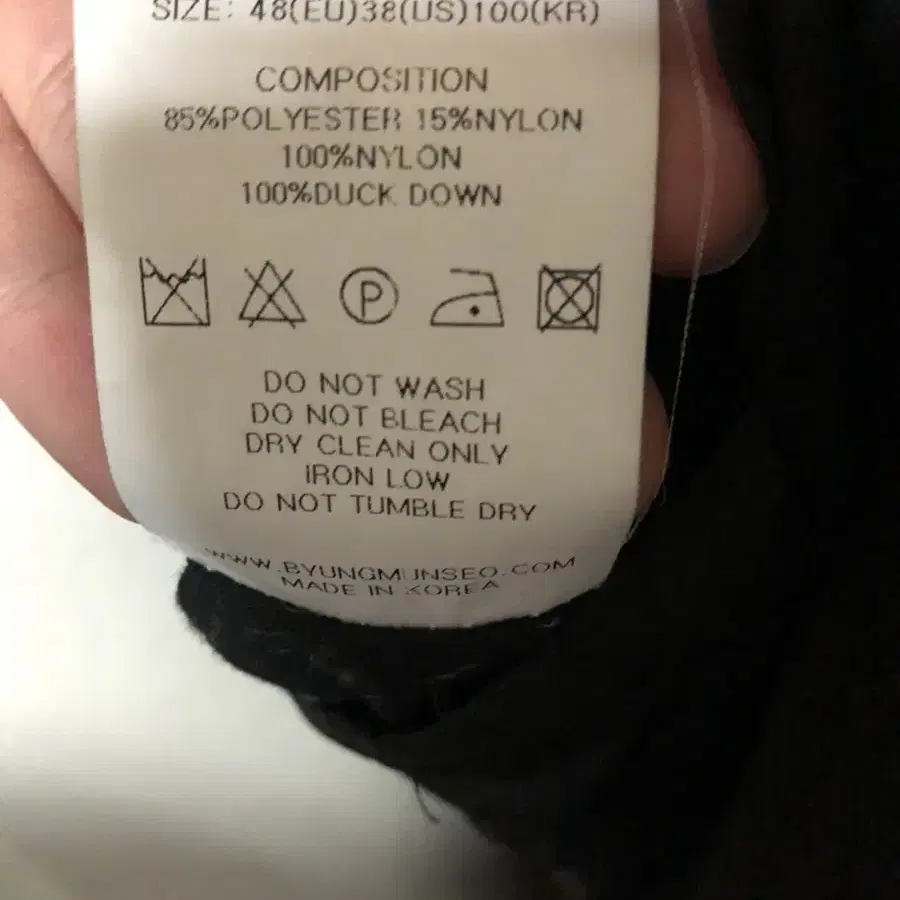 SIZE: 48(EU)38(US)100(KR)
COMPOSITION
85%POLYESTER 15%NYLON
100%NYLON
100%DUCK DOWN
P
DO NOT WASH
DO NOT BLEACH
DRY CLEAN ONLY
IRON LOW
DO NOT TUMBLE DRY
WWW.BYUNGMUNSEO.COM
MADE IN KOREA